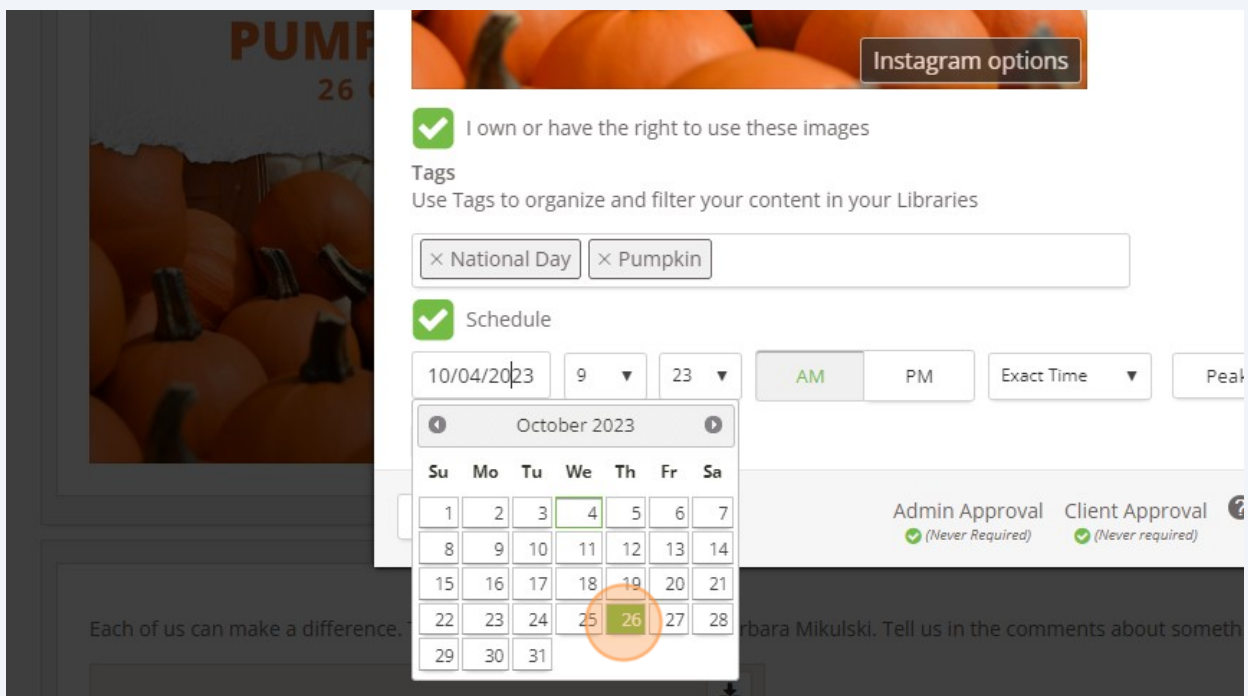 PUMP
26
Instagram options
I own or have the right to use these images
Tags
Use Tags to organize and filter your content in your Libraries
× National Day × Pumpkin
Schedule
10/04/2023 9 ▼ 23 ▼ AM PM Exact Time ▼ Peak
October 2023
Su Mo Tu We Th Fr Sa
1 2 3 4 5 6 7
8 9 10 11 12 13 14
15 16 17 18 19 20 21
22 23 24 25 26 27 28
29 30 31
Admin Approval Client Approval ?
(Never Required) (Never required)
Each of us can make a difference. rbara Mikulski. Tell us in the comments about someth